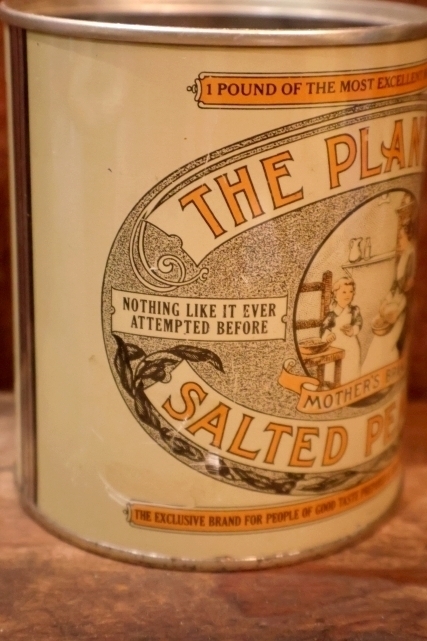 1 POUND OF THE MOST EXCELLENT
THE PLAN
NOTHING LIKE IT EVER
ATTEMPTED BEFORE
MOTHER'S BR
SALTED PE
THE EXCLUSIVE BRAND FOR PEOPLE OF GOOD TASTE